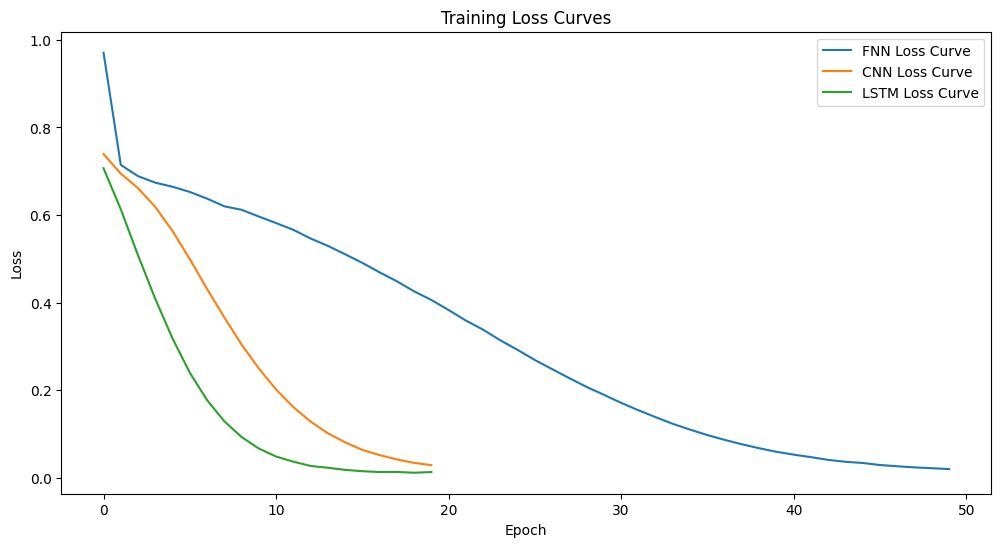 Training Loss Curves
FNN Loss Curve
CNN Loss Curve
LSTM Loss Curve
Loss
1.0
0.8
0.6
0.4
0.2
0.0
0 10 20 30 40 50
Epoch